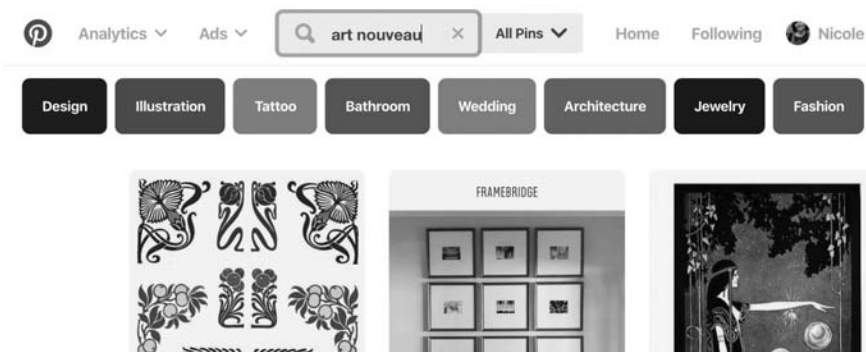 Analytics Ads art nouveau All Pins Home Following Nicole
Design Illustration Tattoo Bathroom Wedding Architecture Jewelry Fashion
FRAMEBRIDGE